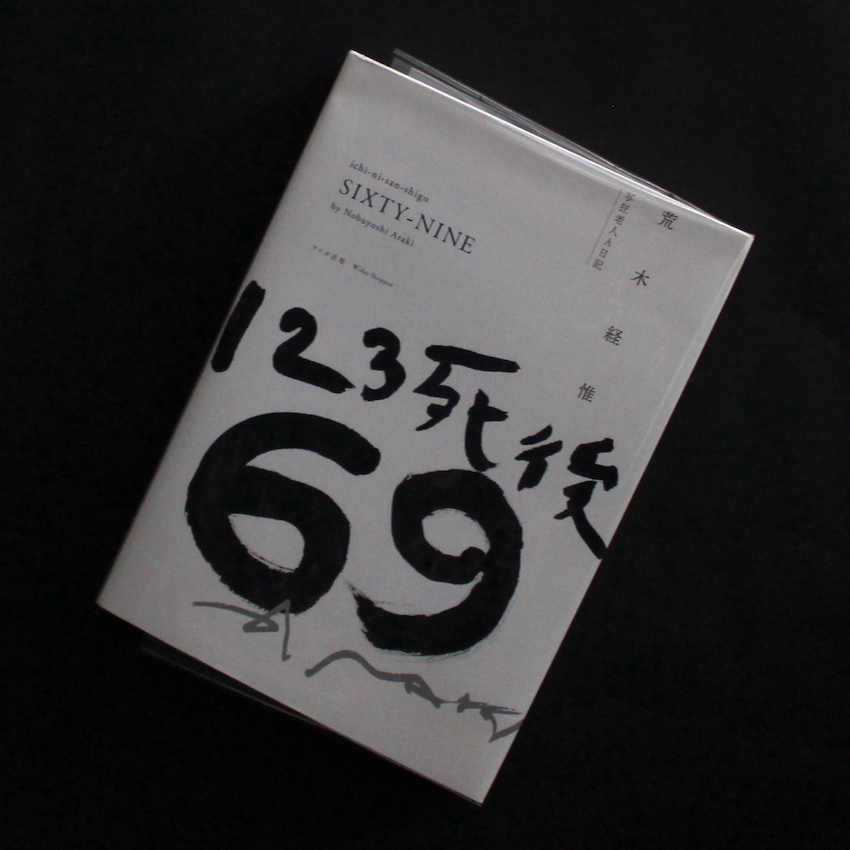 ichi-ni-san-shigo
SIXTY-NINE
by Nobuyoshi Araki
ワイズ出版 Wides Shuppan
荒木経惟
写狂老人A日記
123死後
69